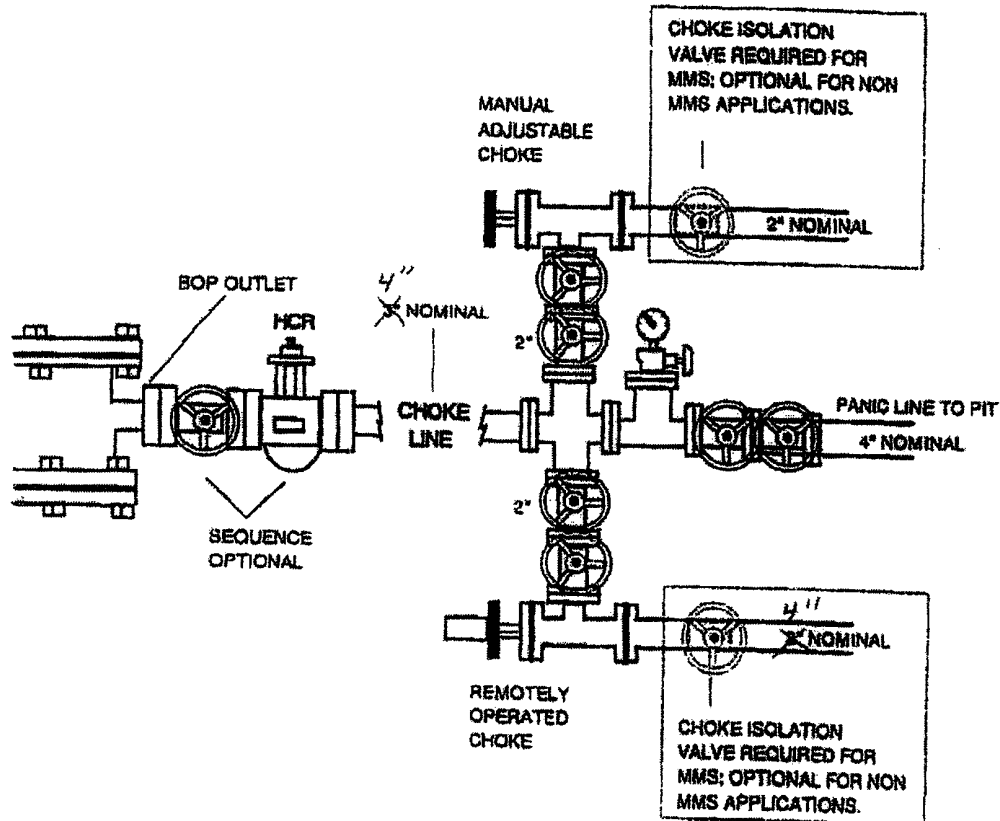 CHOKE ISOLATION
VALVE REQUIRED FOR
MMS; OPTIONAL FOR NON
MMS APPLICATIONS.
MANUAL
ADJUSTABLE
CHOKE
2" NOMINAL
BOP OUTLET
HCR
4"
3" NOMINAL
2"
CHOKE
LINE
PANIC LINE TO PIT
4" NOMINAL
2"
SEQUENCE
OPTIONAL
4"
NOMINAL
REMOTELY
OPERATED
CHOKE
CHOKE ISOLATION
VALVE REQUIRED FOR
MMS; OPTIONAL FOR NON
MMS APPLICATIONS.